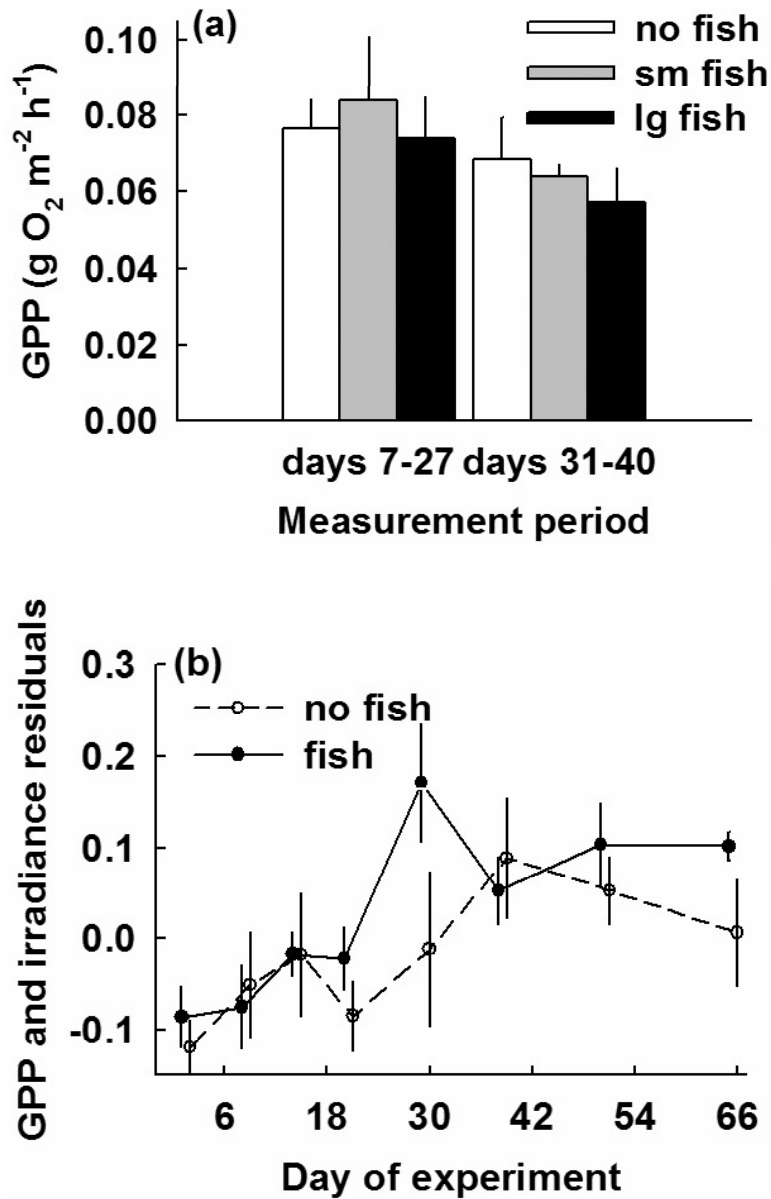 (a)
no fish
sm fish
lg fish
GPP (g O₂ m⁻² h⁻¹)
0.10
0.08
0.06
0.04
0.02
0.00
days 7-27 days 31-40
Measurement period
(b)
no fish
fish
GPP and irradiance residuals
0.3
0.2
0.1
0.0
-0.1
6 18 30 42 54 66
Day of experiment